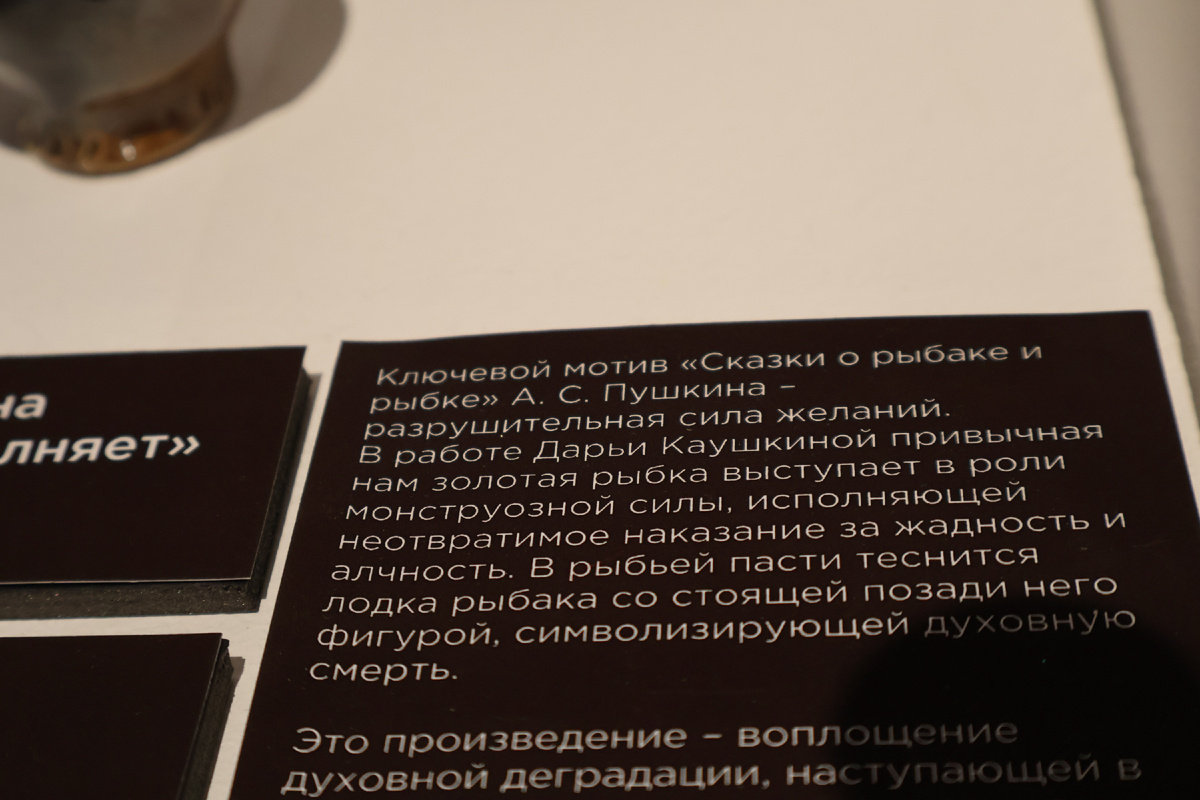 на
лняет»
Ключевой мотив «Сказки о рыбаке и
рыбке» А. С. Пушкина –
разрушительная сила желаний.
В работе Дарьи Каушкиной привычная
нам золотая рыбка выступает в роли
монструозной силы, исполняющей
неотвратимое наказание за жадность и
алчность. В рыбьей пасти теснится
лодка рыбака со стоящей позади него
фигурой, символизирующей духовную
смерть.
Это произведение – воплощение
духовной деградации, наступающей в